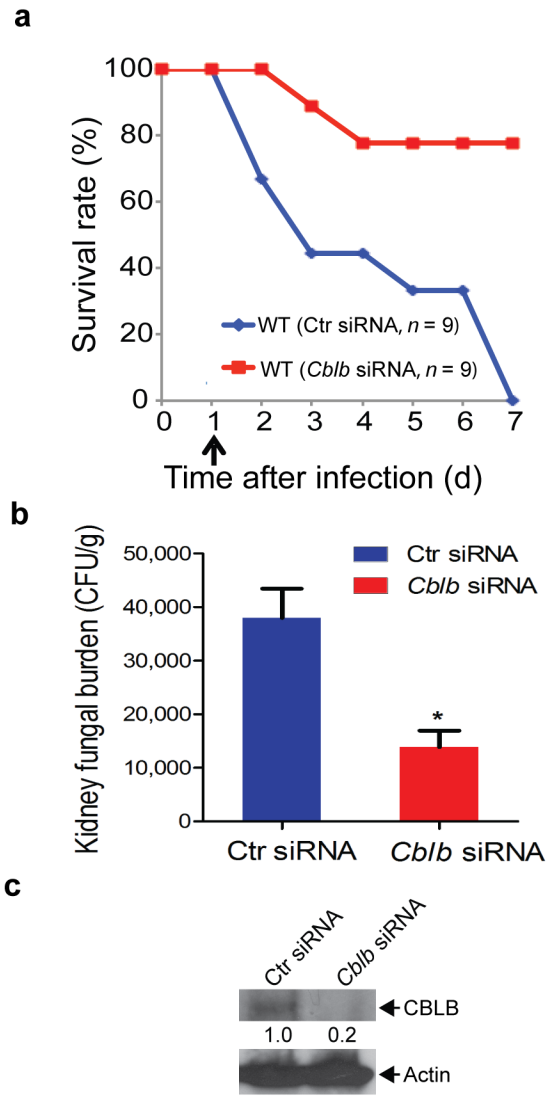 a
Survival rate (%)
100
80
60
40
20
0
WT (Ctr siRNA, n = 9)
WT (Cblb siRNA, n = 9)
0 1 2 3 4 5 6 7
Time after infection (d)
b
Kidney fungal burden (CFU/g)
50,000
40,000
30,000
20,000
10,000
0
Ctr siRNA
Cblb siRNA
*
Ctr siRNA Cblb siRNA
c
Ctr siRNA Cblb siRNA
CBLB
1.0 0.2
Actin